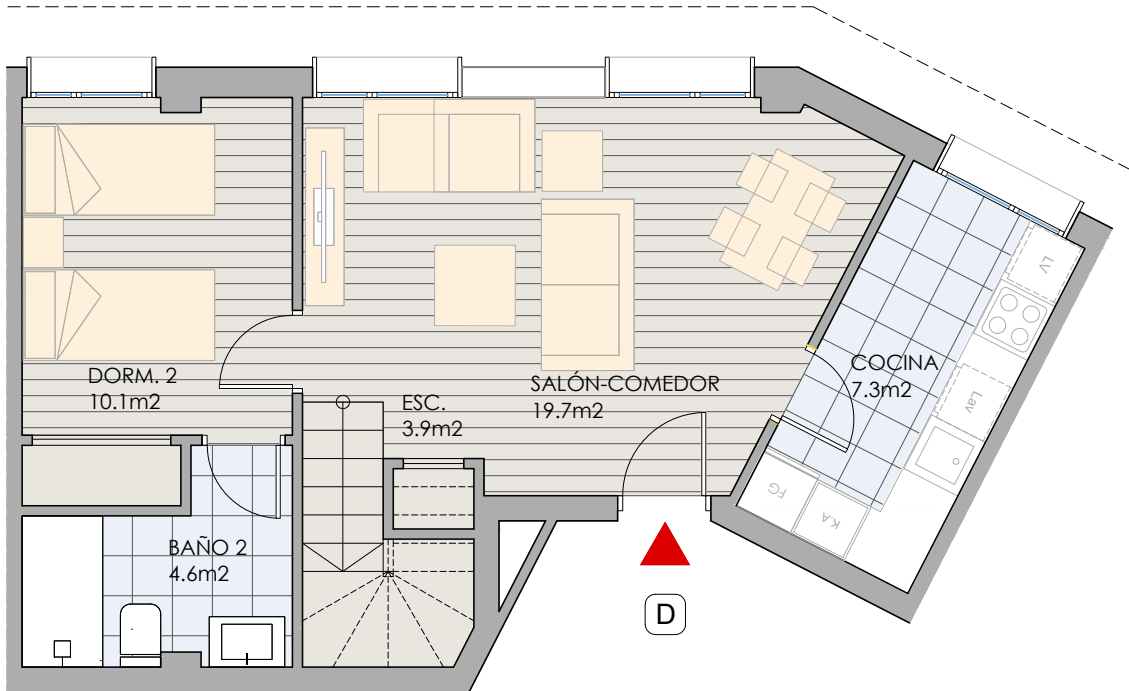 DORM. 2
10.1m2
ESC.
3.9m2
SALÓN-COMEDOR
19.7m2
COCINA
7.3m2
LV
Lav
FG
KA
BAÑO 2
4.6m2
D